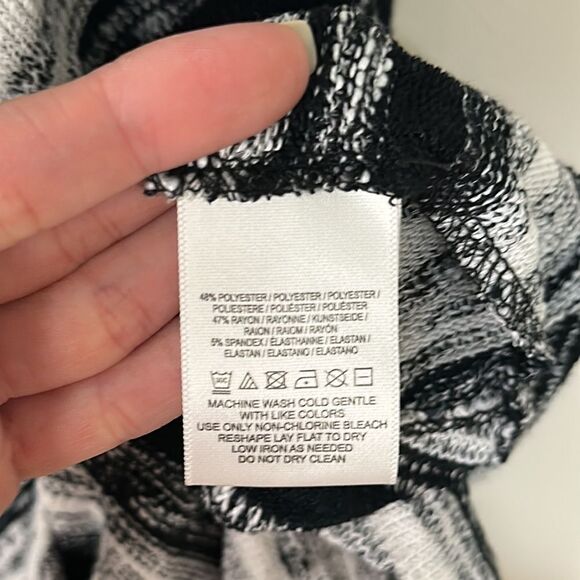 48% POLYESTER / POLYESTER / POLYESTER /
POLIESTERE / POLIÉSTER / POLIÉSTER
47% RAYON / RAYONNE / KUNSTSEIDE /
RAION / RAIOM / RAYÓN
5% SPANDEX / ÉLASTHANNE / ELASTAN /
ELASTAN / ELASTANO / ELASTANO
30C
MACHINE WASH COLD GENTLE
WITH LIKE COLORS
USE ONLY NON-CHLORINE BLEACH
RESHAPE LAY FLAT TO DRY
LOW IRON AS NEEDED
DO NOT DRY CLEAN